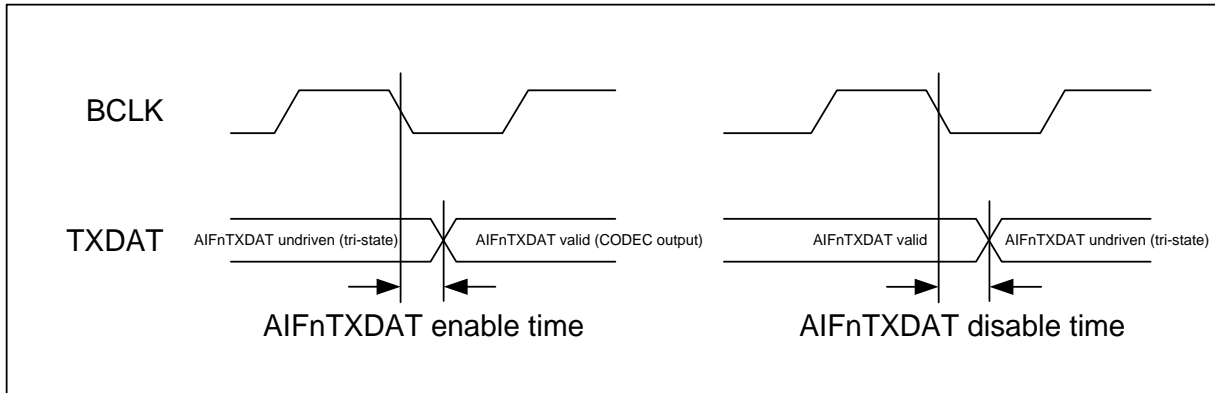 BCLK
TXDAT
AIFnTXDAT undriven (tri-state)
AIFnTXDAT valid (CODEC output)
AIFnTXDAT valid
AIFnTXDAT undriven (tri-state)
AIFnTXDAT enable time
AIFnTXDAT disable time